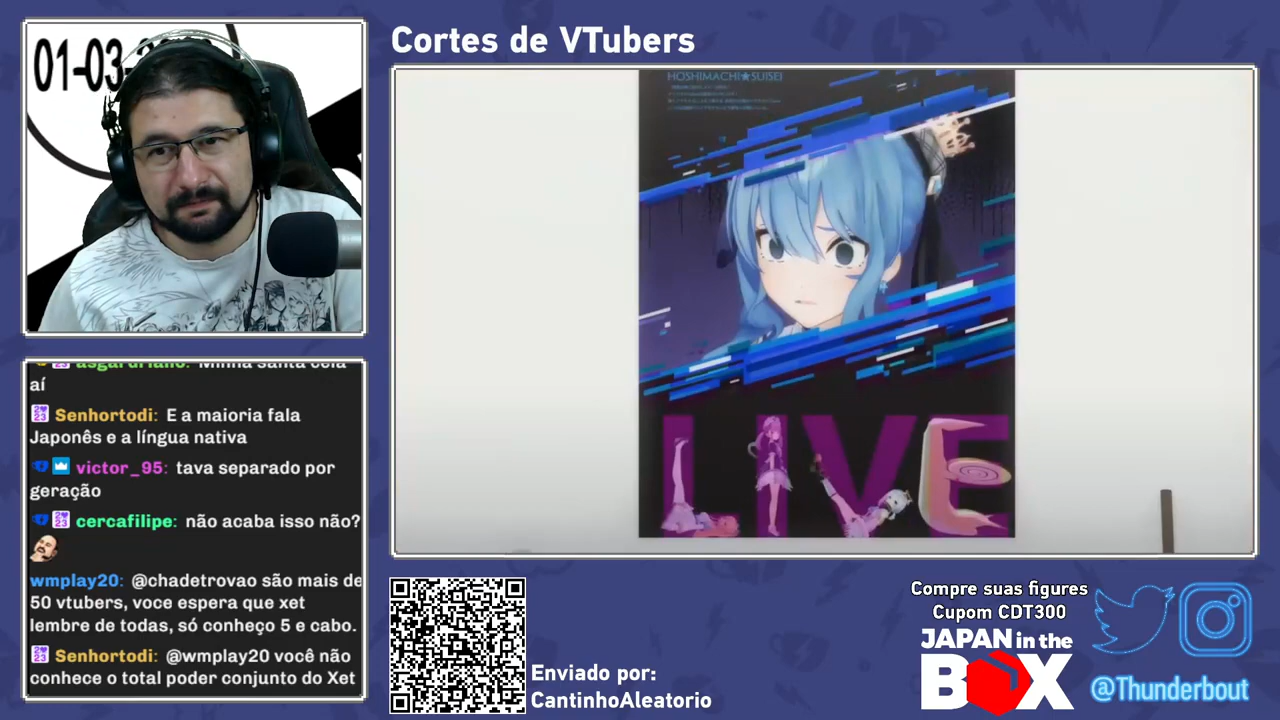 Cortes de VTubers
01-03-
HOSHIMACHI★SUISEI
LIVE
aí
Senhortodi: E a maioria fala
Japonês e a língua nativa
victor_95: tava separado por
geração
cercafilipe: não acaba isso não?
wmplay20: @chadetrovao são mais de
50 vtubers, voce espera que xet
lembre de todas, só conheço 5 e cabo.
Senhortodi: @wmplay20 você não
conhece o total poder conjunto do Xet
Enviado por:
CantinhoAleatorio
Compre suas figures
Cupom CDT300
JAPAN in the
BOX
@Thunderbout